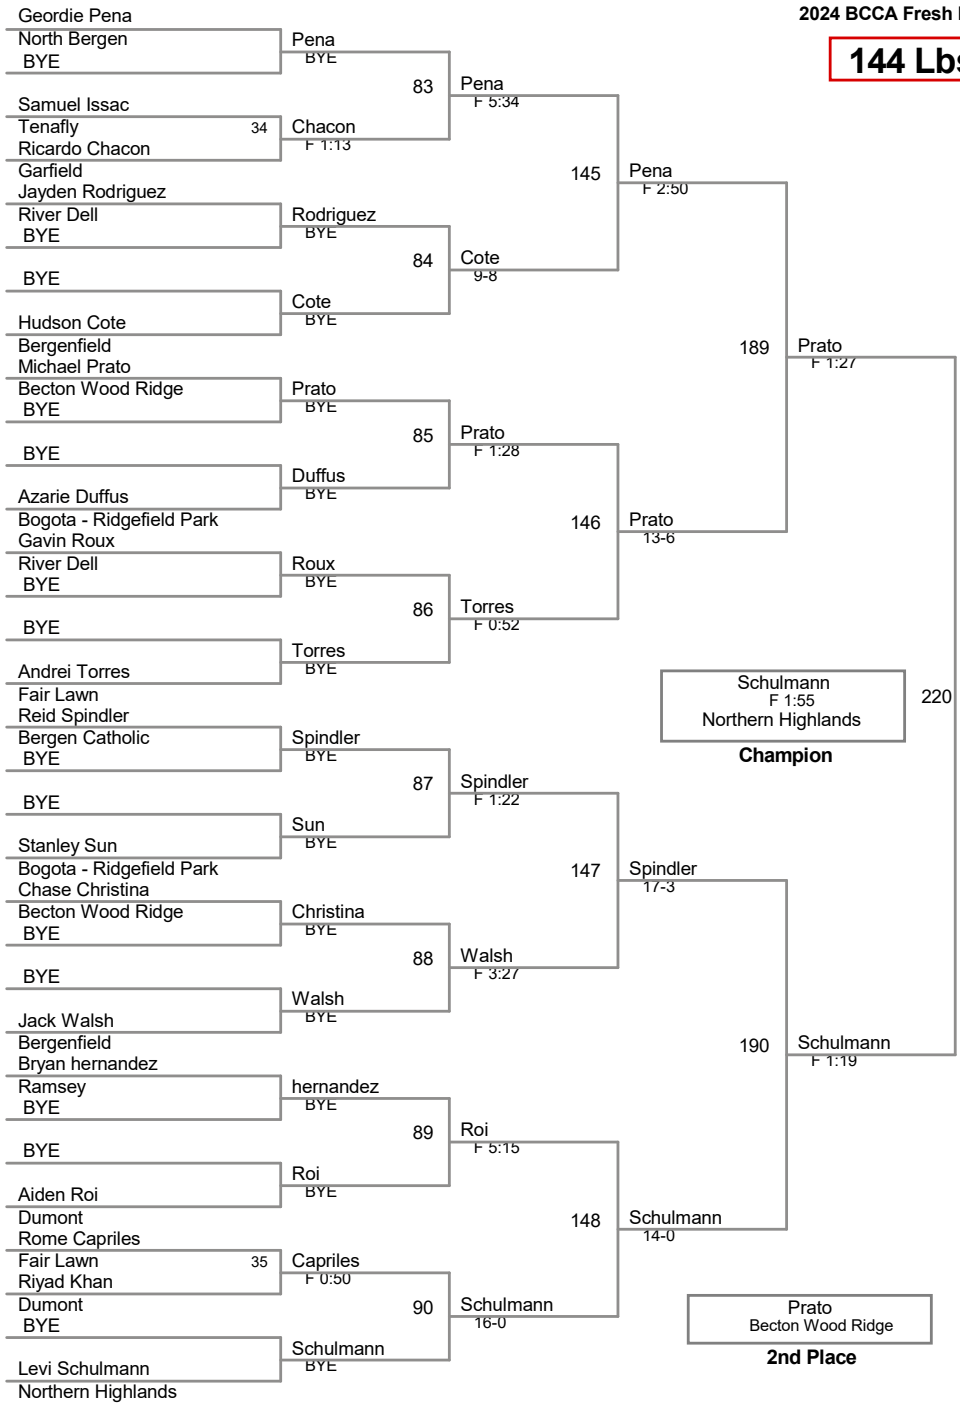 2024 BCCA Fresh
144 Lbs
Geordie Pena
North Bergen
BYE
Samuel Issac
Tenafly
34
Ricardo Chacon
Garfield
Jayden Rodriguez
River Dell
BYE
BYE
Hudson Cote
Bergenfield
Michael Prato
Becton Wood Ridge
BYE
BYE
Azarie Duffus
Bogota - Ridgefield Park
Gavin Roux
River Dell
BYE
BYE
Andrei Torres
Fair Lawn
Reid Spindler
Bergen Catholic
BYE
BYE
Stanley Sun
Bogota - Ridgefield Park
Chase Christina
Becton Wood Ridge
BYE
BYE
Jack Walsh
Bergenfield
Bryan hernandez
Ramsey
BYE
BYE
Aiden Roi
Dumont
Rome Capriles
Fair Lawn
35
Riyad Khan
Dumont
BYE
Levi Schulmann
Northern Highlands
Pena
BYE
83
Chacon
F 1:13
Rodriguez
BYE
84
Cote
BYE
Prato
BYE
85
Duffus
BYE
Roux
BYE
86
Torres
BYE
Spindler
BYE
87
Sun
BYE
Christina
BYE
88
Walsh
BYE
hernandez
BYE
89
Roi
BYE
Capriles
F 0:50
90
Schulmann
BYE
Pena
F 5:34
145
Cote
9-8
Prato
F 1:28
146
Torres
F 0:52
Spindler
F 1:22
147
Walsh
F 3:27
Roi
F 5:15
148
Schulmann
16-0
Pena
F 2:50
189
Prato
13-6
Spindler
17-3
190
Schulmann
14-0
Prato
F 1:27
220
Schulmann
F 1:19
Schulmann
F 1:55
Northern Highlands
Champion
Prato
Becton Wood Ridge
2nd Place